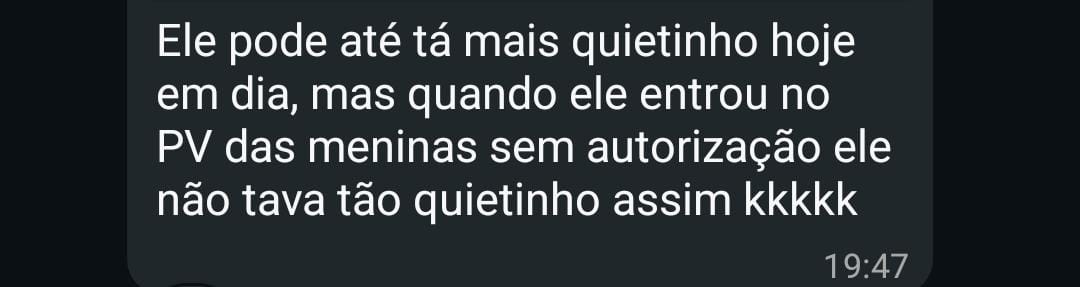 Ele pode até tá mais quietinho hoje
em dia, mas quando ele entrou no
PV das meninas sem autorização ele
não tava tão quietinho assim kkkkk
19:47